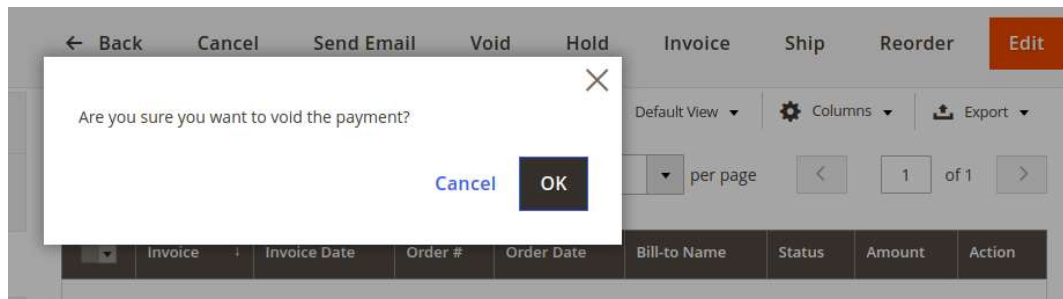 ← Back Cancel Send Email Void Hold Invoice Ship Reorder Edit
Are you sure you want to void the payment?
Cancel OK
Default View Columns Export
per page 1 of 1
Invoice ↓ Invoice Date Order # Order Date Bill-to Name Status Amount Action